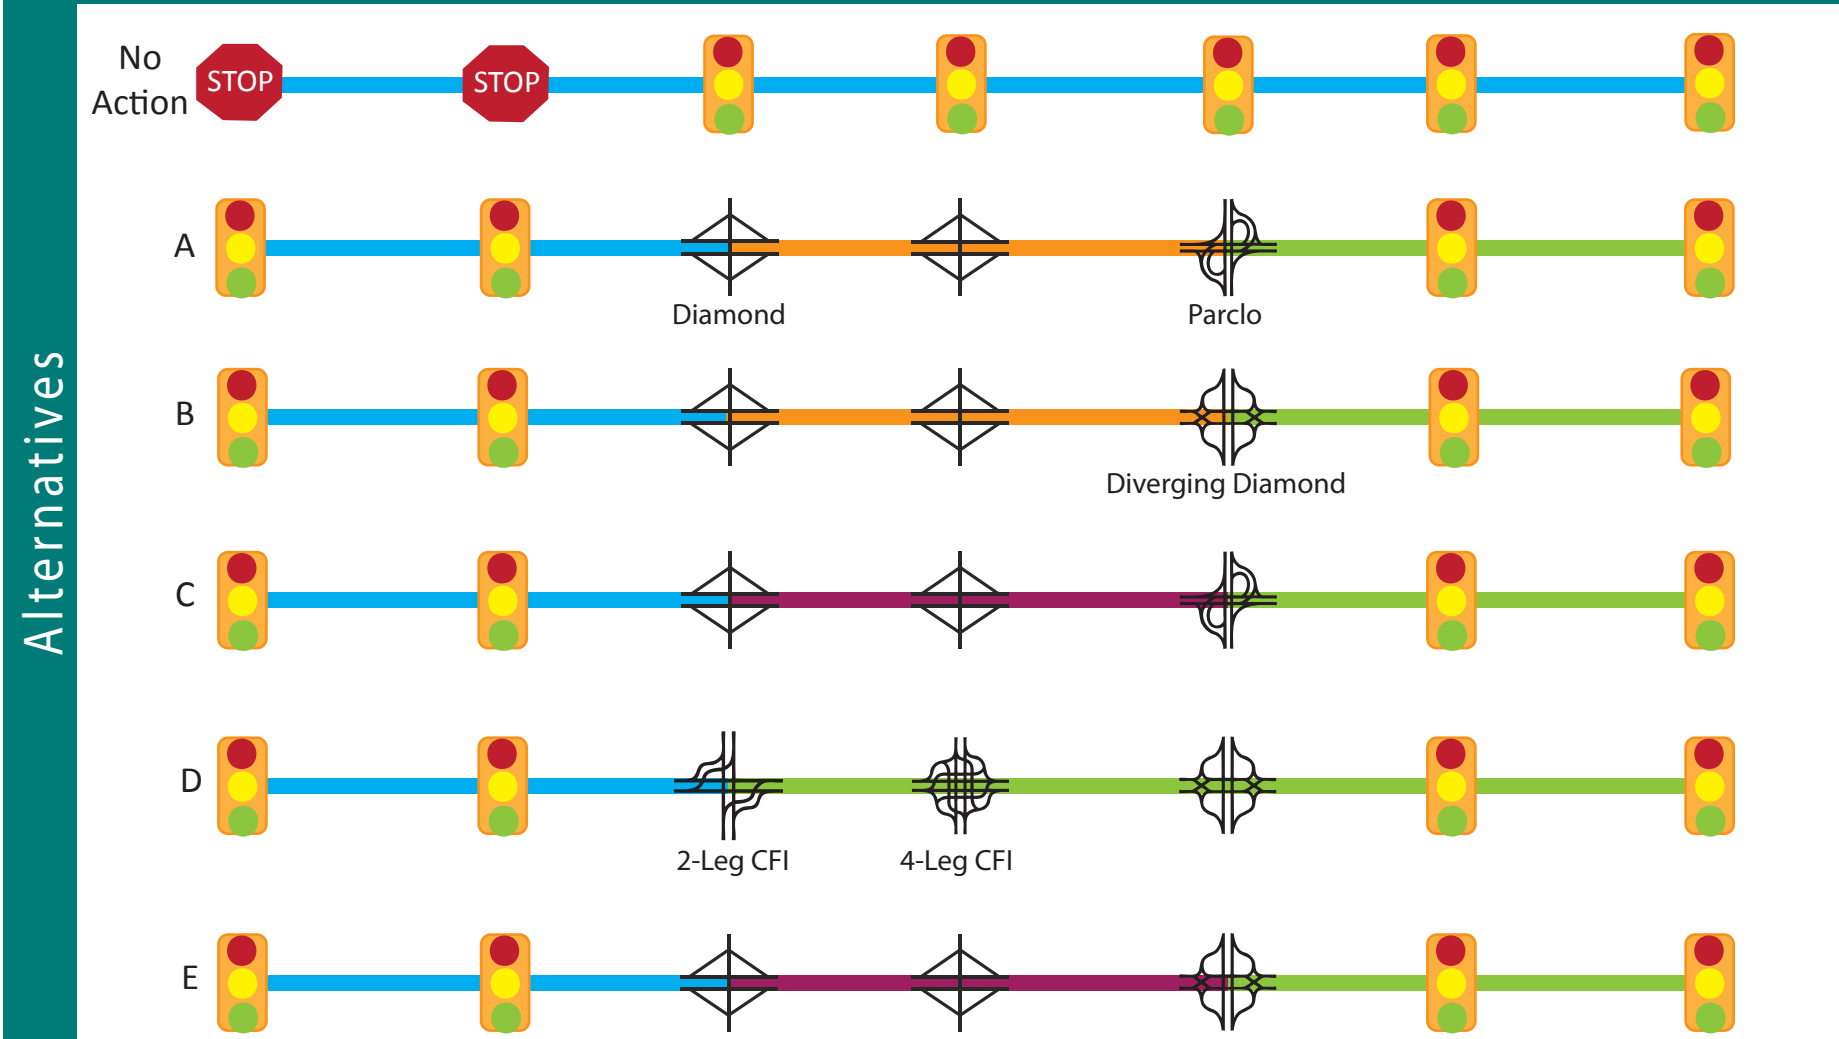 Alternatives
No
Action
STOP
STOP
A
Diamond
Parclo
B
Diverging Diamond
C
D
2-Leg CFI
4-Leg CFI
E